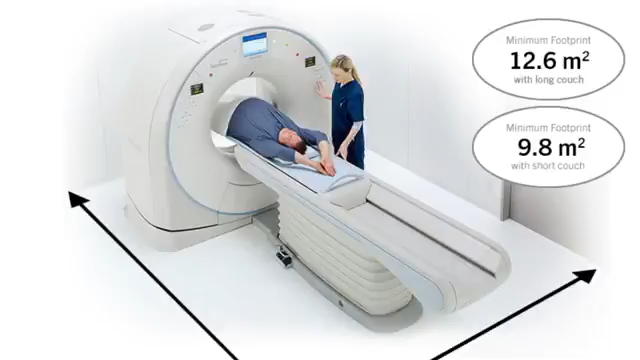 Minimum Footprint
12.6 m²
with long couch
Minimum Footprint
9.8 m²
with short couch